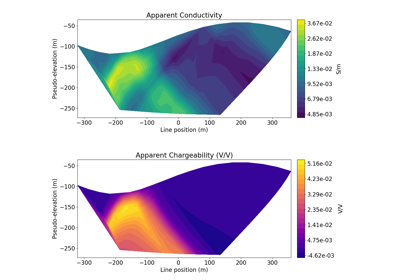 Apparent Conductivity
−50
−100
−150
−200
−250
Pseudo-elevation (m)
−300
−200
−100
0
100
200
300
Line position (m)
3.67e-02
2.62e-02
1.87e-02
1.33e-02
9.52e-03
6.79e-03
4.85e-03
S/m
Apparent Chargeability (V/V)
−50
−100
−150
−200
−250
Pseudo-elevation (m)
−300
−200
−100
0
100
200
300
Line position (m)
5.16e-02
4.23e-02
3.29e-02
2.35e-02
1.41e-02
4.75e-03
-4.62e-03
V/V